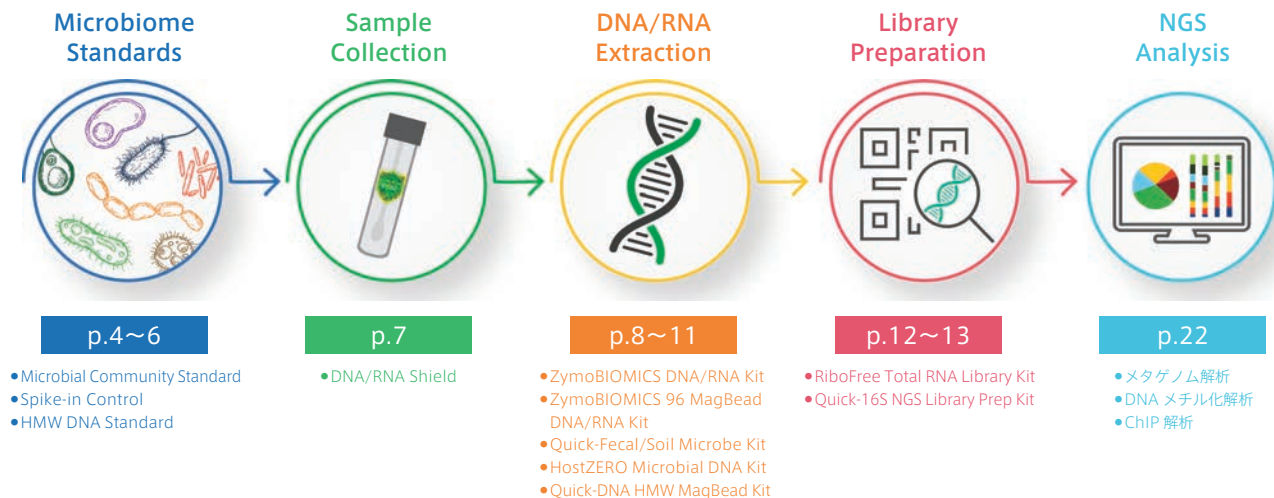 Microbiome
Standards
Sample
Collection
DNA/RNA
Extraction
Library
Preparation
NGS
Analysis
p.4～6
•Microbial Community Standard
•Spike-in Control
•HMW DNA Standard
p.7
•DNA/RNA Shield
p.8～11
•ZymoBIOMICS DNA/RNA Kit
•ZymoBIOMICS 96 MagBead
DNA/RNA Kit
•Quick-Fecal/Soil Microbe Kit
•HostZERO Microbial DNA Kit
•Quick-DNA HMW MagBead Kit
p.12～13
•RiboFree Total RNA Library Kit
•Quick-16S NGS Library Prep Kit
p.22
•メタゲノム解析
•DNA メチル化解析
•ChIP 解析